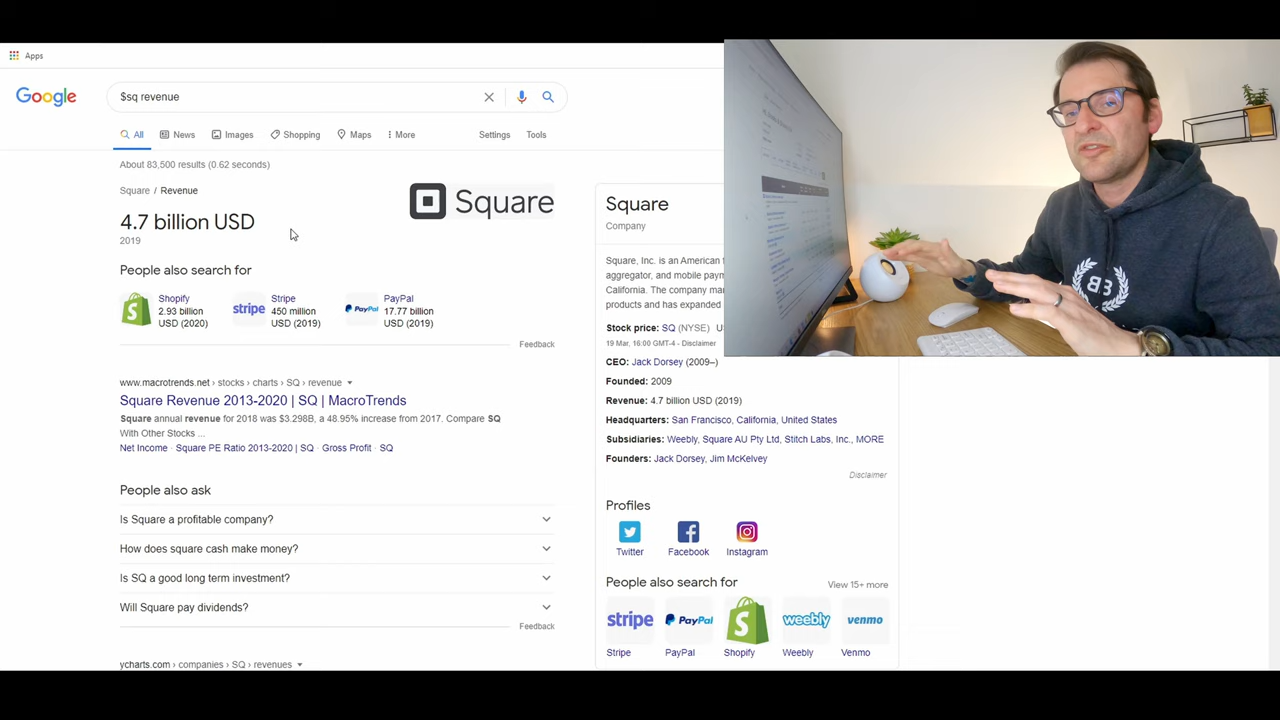 Apps
Google
$sq revenue
All
News
Images
Shopping
Maps
More
Settings
Tools
About 83,500 results (0.62 seconds)
Square / Revenue
4.7 billion USD
2019
Square
People also search for
Shopify
2.93 billion
USD (2020)
stripe
Stripe
450 million
USD (2019)
PayPal
PayPal
17.77 billion
USD (2019)
Feedback
www.macrotrends.net › stocks › charts › SQ › revenue
Square Revenue 2013-2020 | SQ | MacroTrends
Square annual revenue for 2018 was $3.298B, a 48.95% increase from 2017. Compare SQ
With Other Stocks ...
Net Income · Square PE Ratio 2013-2020 | SQ · Gross Profit · SQ
People also ask
Is Square a profitable company?
How does square cash make money?
Is SQ a good long term investment?
Will Square pay dividends?
Feedback
ycharts.com › companies › SQ › revenues
Square
Company
Square, Inc. is an American f
aggregator, and mobile paym
California. The company mar
products and has expanded
Stock price: SQ (NYSE)
19 Mar, 16:00 GMT-4 - Disclaimer
CEO: Jack Dorsey (2009–)
Founded: 2009
Revenue: 4.7 billion USD (2019)
Headquarters: San Francisco, California, United States
Subsidiaries: Weebly, Square AU Pty Ltd, Stitch Labs, Inc., MORE
Founders: Jack Dorsey, Jim McKelvey
Disclaimer
Profiles
Twitter
Facebook
Instagram
People also search for
View 15+ more
stripe
PayPal
weebly
venmo
Stripe
PayPal
Shopify
Weebly
Venmo